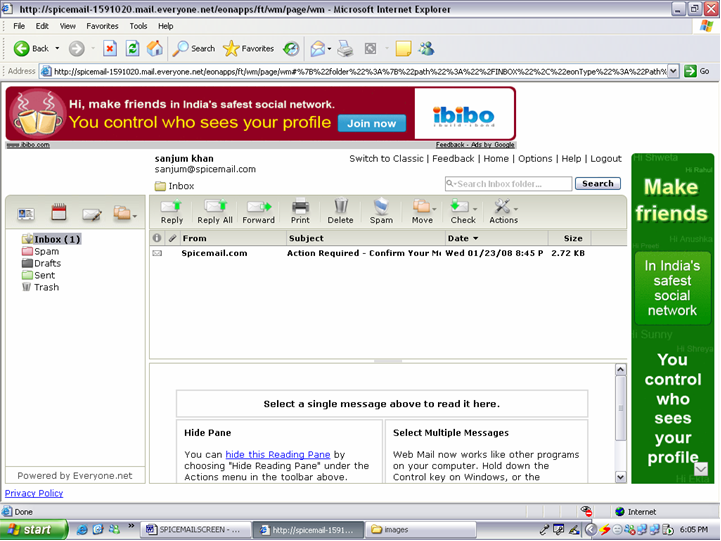 http://spicemail-1591020.mail.everyone.net/eonapps/ft/wm/page/wm - Microsoft Internet Explorer
File Edit View Favorites Tools Help
Back Search Favorites
Address http://spicemail-1591020.mail.everyone.net/eonapps/ft/wm/page/wm#%7B%22folder%22%3A%7B%22path%22%3A%22%2FINBOX%22%2C%22eonType%22%3A%22Path% Go
Hi, make friends in India's safest social network.
You control who sees your profile Join now
ibibo
i build · i bond
www.ibibo.com Feedback - Ads by Google
sanjum khan
sanjum@spicemail.com
Switch to Classic | Feedback | Home | Options | Help | Logout
Inbox
Search Inbox folder... Search
Reply Reply All Forward Print Delete Spam Move Check Actions
From Subject Date Size
Spicemail.com Action Required - Confirm Your Me Wed 01/23/08 8:45 P 2.72 KB
Inbox (1)
Spam
Drafts
Sent
Trash
Select a single message above to read it here.
Hide Pane
You can hide this Reading Pane by
choosing "Hide Reading Pane" under the
Actions menu in the toolbar above.
Select Multiple Messages
Web Mail now works like other programs
on your computer. Hold down the
Control key on Windows, or the
Powered by Everyone.net
Privacy Policy
Hi Shweta
Hi Rahul
Make
friends
Hi Anushka
In India's
safest
social
network
Hi Sunny
Hi Shreya
You
control
who
sees
your
profile
Done Internet
start SPICEMAILSCREEN - ... http://spicemail-1591... images 6:05 PM